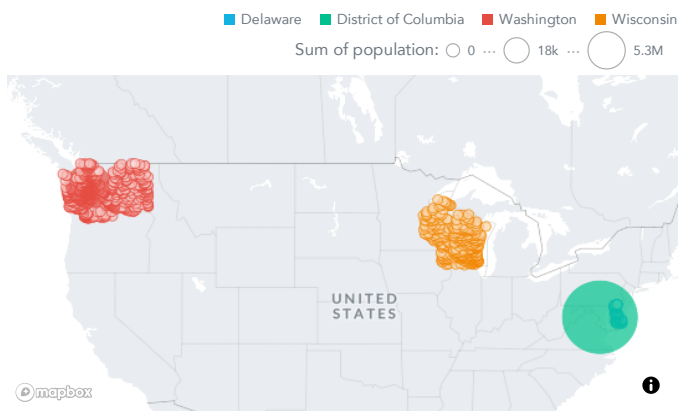 Delaware District of Columbia Washington Wisconsin
Sum of population: 0 ··· 18k ··· 5.3M
UNITED
STATES
mapbox
i